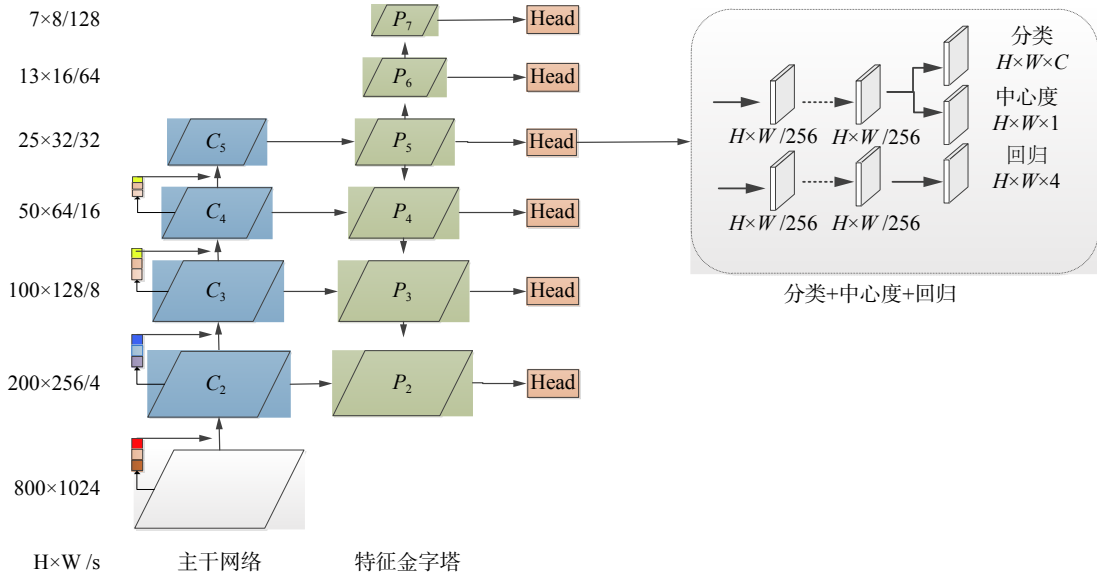 7×8/128
P₇
Head
13×16/64
P₆
Head
25×32/32
C₅
P₅
Head
50×64/16
C₄
P₄
Head
100×128/8
C₃
P₃
Head
200×256/4
C₂
P₂
Head
800×1024
H×W /s
主干网络
特征金字塔
分类
H×W×C
中心度
H×W×1
H×W /256
H×W /256
回归
H×W×4
H×W /256
H×W /256
分类+中心度+回归